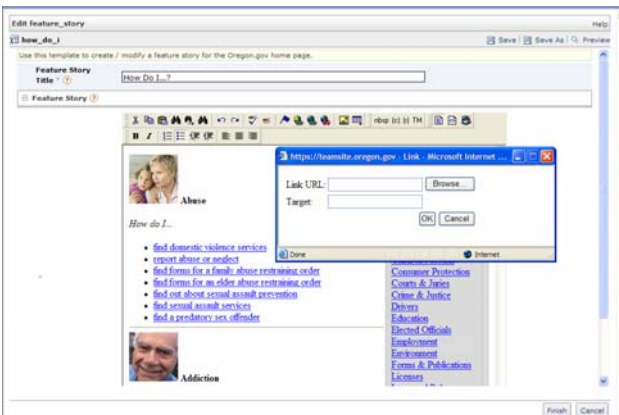 Edit feature_story
Help
how_do_i
Save Save As Preview
Use this template to create / modify a feature story for the Oregon.gov home page.
Feature Story
Title * (?)
How Do I...?
Feature Story (?)
nbsp (c) (r) TM
B I
https://teamsite.oregon.gov - Link - Microsoft Internet ...
Link URL:
Browse...
Target:
OK Cancel
Done
Internet
Abuse
How do I...
find domestic violence services
report abuse or neglect
find forms for a family abuse restraining order
find forms for an elder abuse restraining order
find out about sexual assault prevention
find sexual assault services
find a predatory sex offender
Consumer Protection
Courts & Juries
Crime & Justice
Drivers
Education
Elected Officials
Employment
Environment
Forms & Publications
Licenses
Addiction
Finish Cancel